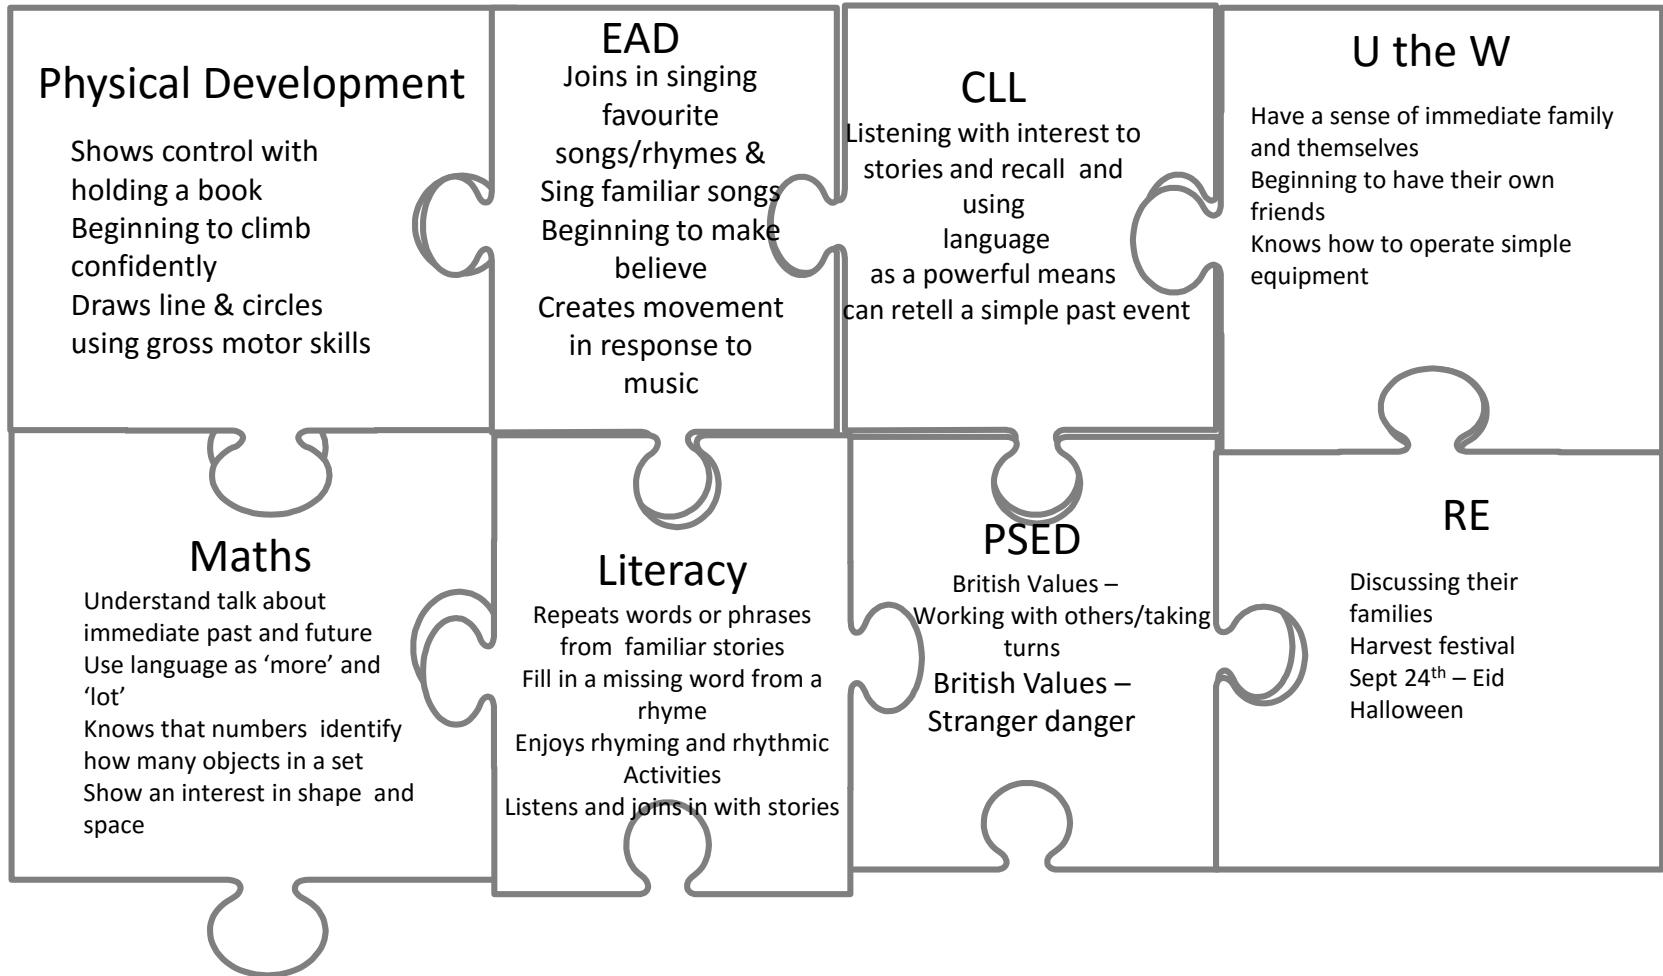 Physical Development
Shows control with
holding a book
Beginning to climb
confidently
Draws line & circles
using gross motor skills
EAD
Joins in singing
favourite
songs/rhymes &
Sing familiar songs
Beginning to make
believe
Creates movement
in response to
music
CLL
Listening with interest to
stories and recall and
using
language
as a powerful means
can retell a simple past event
U the W
Have a sense of immediate family
and themselves
Beginning to have their own
friends
Knows how to operate simple
equipment
Maths
Understand talk about
immediate past and future
Use language as ‘more’ and
‘lot’
Knows that numbers identify
how many objects in a set
Show an interest in shape and
space
Literacy
Repeats words or phrases
from familiar stories
Fill in a missing word from a
rhyme
Enjoys rhyming and rhythmic
Activities
Listens and joins in with stories
PSED
British Values –
Working with others/taking
turns
British Values –
Stranger danger
RE
Discussing their
families
Harvest festival
Sept 24th – Eid
Halloween